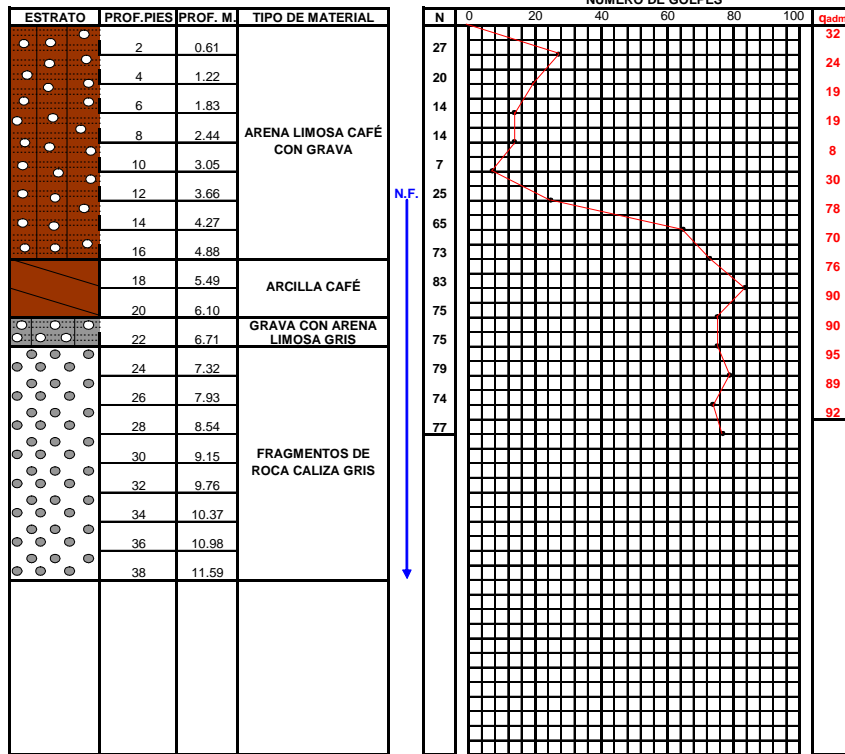 NUMERO DE GOLPES
ESTRATO PROF.PIES PROF. M. TIPO DE MATERIAL N 0 20 40 60 80 100 qadm
32
2 0.61 27
24
4 1.22 20
19
6 1.83 14
19
8 2.44 14
ARENA LIMOSA CAFÉ
CON GRAVA
8
10 3.05 7
30
12 3.66 N.F. 25
78
14 4.27 65
70
16 4.88 73
76
18 5.49 83
ARCILLA CAFÉ
90
20 6.10 75
90
GRAVA CON ARENA
LIMOSA GRIS
22 6.71 75
95
24 7.32 79
89
26 7.93 74
92
28 8.54 77
FRAGMENTOS DE
ROCA CALIZA GRIS
30 9.15
32 9.76
34 10.37
36 10.98
38 11.59